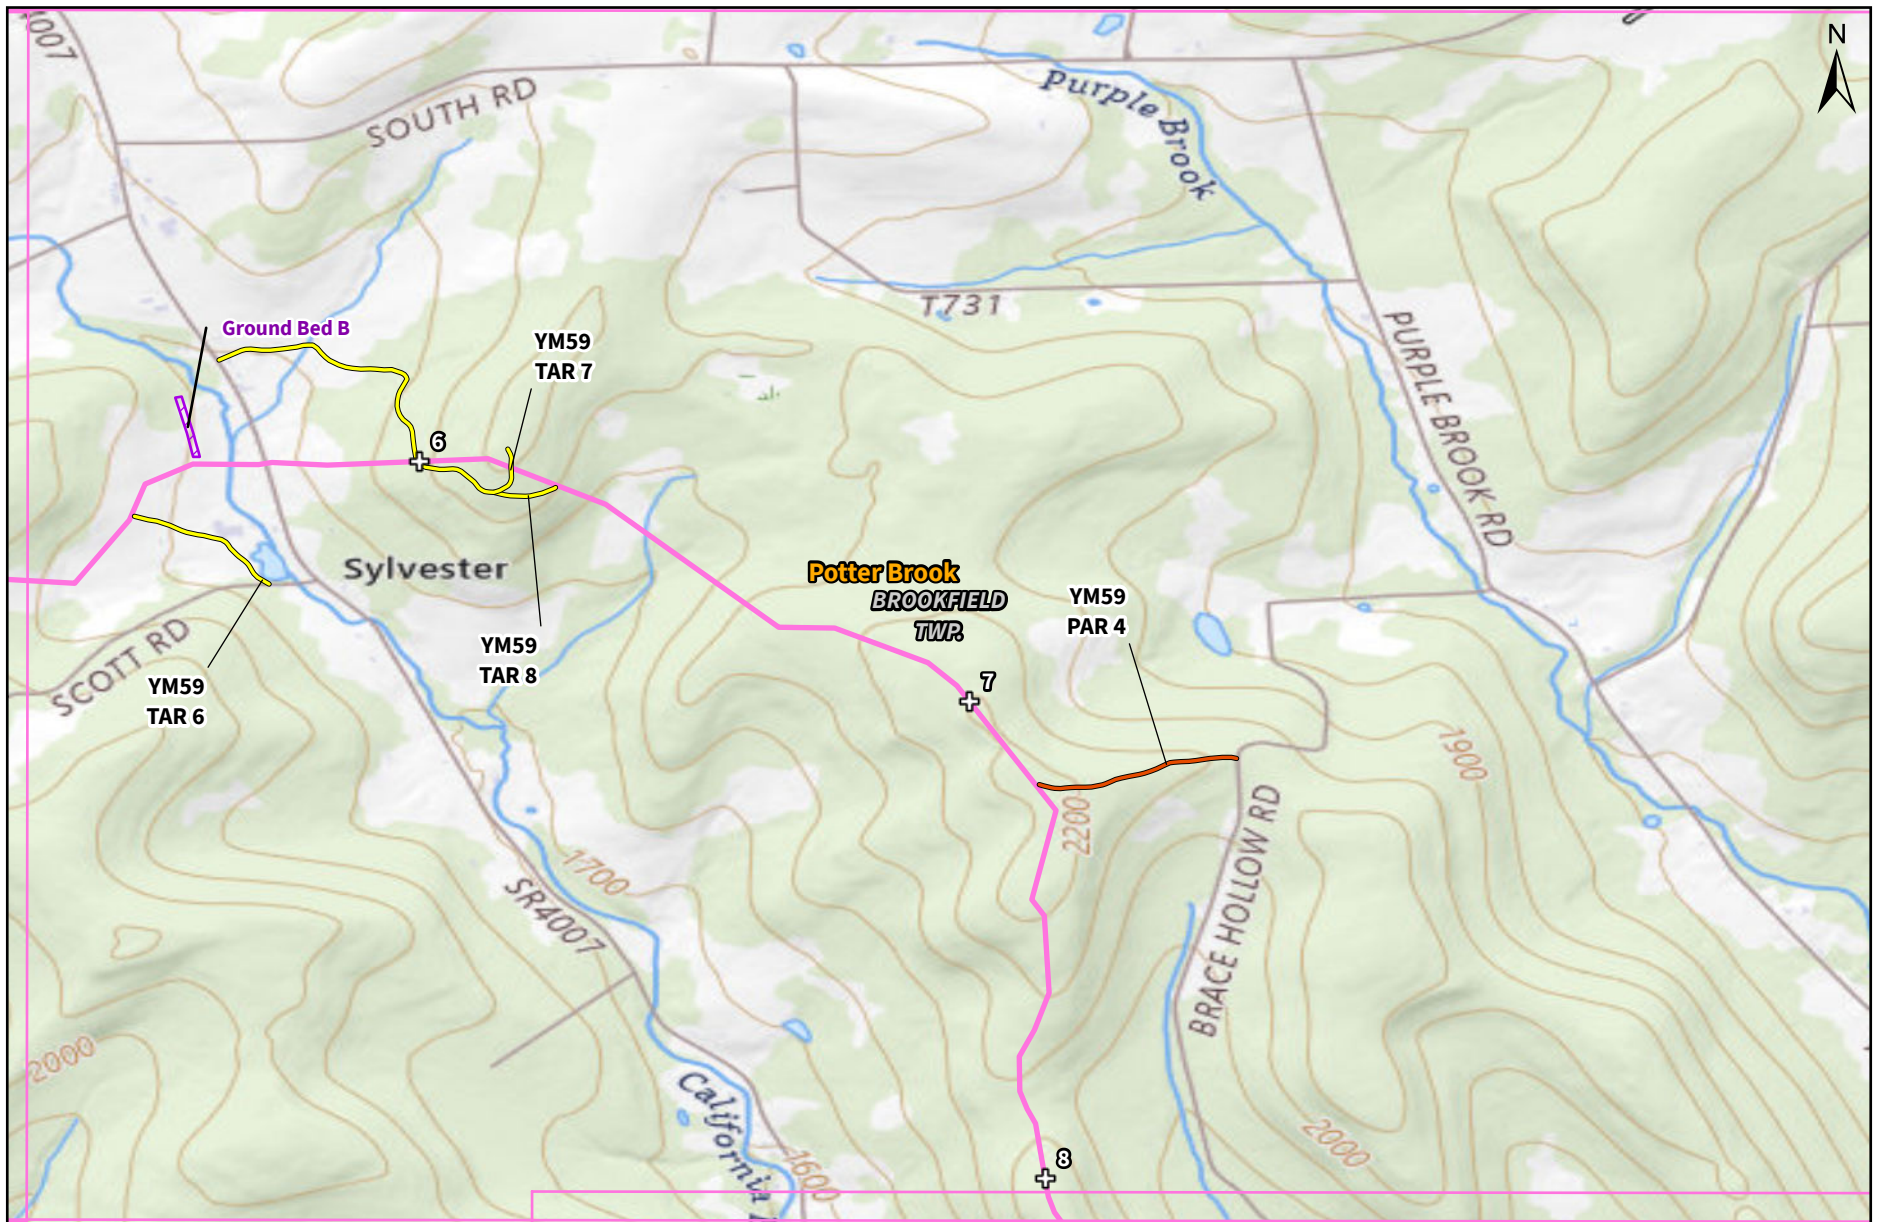 4007
N
SOUTH RD
Purple Brook
T731
Ground Bed B
YM59
TAR 7
PURPLE BROOK RD
6
Sylvester
Potter Brook
BROOKFIELD
TWP.
YM59
PAR 4
SCOTT RD
YM59
TAR 8
YM59
TAR 6
7
1900
2200
BRACE HOLLOW RD
1700
SR4007
2000
California
2000
8
1600